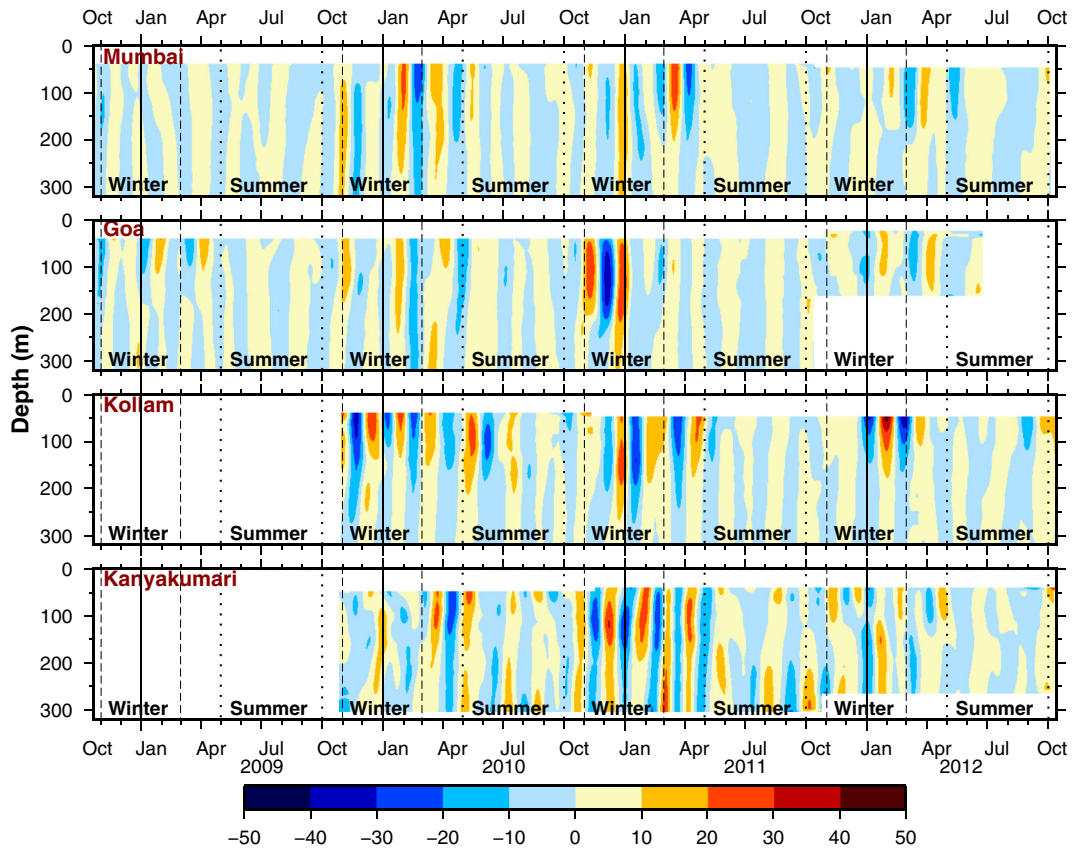 Oct Jan Apr Jul Oct Jan Apr Jul Oct Jan Apr Jul Oct Jan Apr Jul Oct
Mumbai
0
100
200
300
Winter Summer Winter Summer Winter Summer Winter Summer
Goa
0
100
200
300
Winter Summer Winter Summer Winter Summer Winter Summer
Depth (m)
Kollam
0
100
200
300
Winter Summer Winter Summer Winter Summer Winter Summer
Kanyakumari
0
100
200
300
Winter Summer Winter Summer Winter Summer Winter Summer
Oct Jan Apr Jul Oct Jan Apr Jul Oct Jan Apr Jul Oct Jan Apr Jul Oct
2009 2010 2011 2012
−50 −40 −30 −20 −10 0 10 20 30 40 50